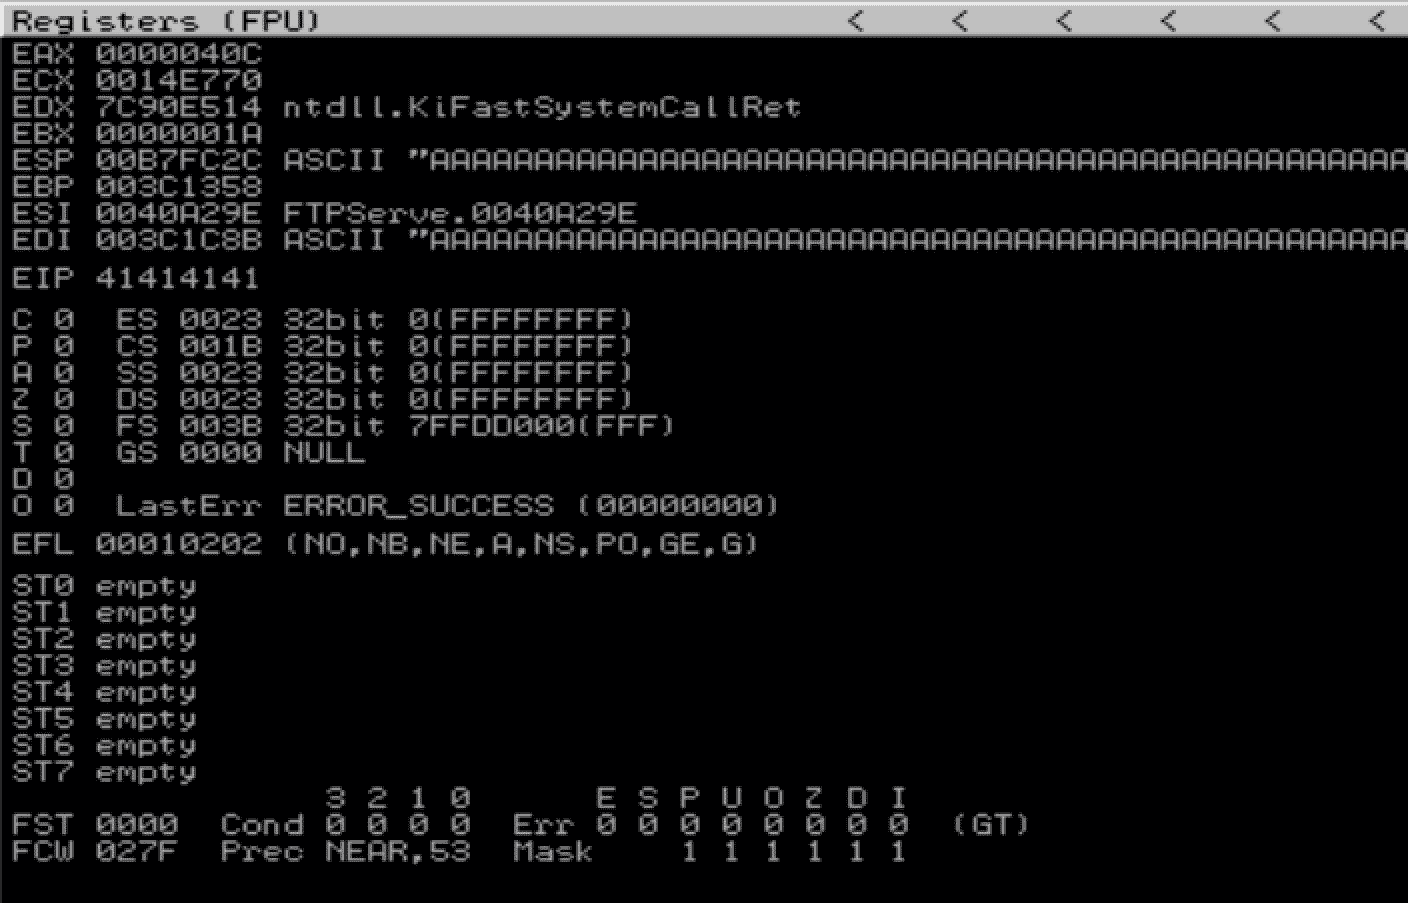 Registers (FPU) < < < < < <
EAX 0000040C
ECX 0014E770
EDX 7C90E514 ntdll.KiFastSystemCallRet
EBX 0000001A
ESP 00B7FC2C ASCII "AAAAAAAAAAAAAAAAAAAAAAAAAAAAAAAAAAAAAAAAAAAAAAA
EBP 003C1358
ESI 0040A29E FTPServe.0040A29E
EDI 003C1C8B ASCII "AAAAAAAAAAAAAAAAAAAAAAAAAAAAAAAAAAAAAAAAAAAAAAA
EIP 41414141
C 0 ES 0023 32bit 0(FFFFFFFF)
P 0 CS 001B 32bit 0(FFFFFFFF)
A 0 SS 0023 32bit 0(FFFFFFFF)
Z 0 DS 0023 32bit 0(FFFFFFFF)
S 0 FS 003B 32bit 7FFDD000(FFF)
T 0 GS 0000 NULL
D 0
O 0 LastErr ERROR_SUCCESS (00000000)
EFL 00010202 (NO,NB,NE,A,NS,PO,GE,G)
ST0 empty
ST1 empty
ST2 empty
ST3 empty
ST4 empty
ST5 empty
ST6 empty
ST7 empty
3 2 1 0 E S P U O Z D I
FST 0000 Cond 0 0 0 0 Err 0 0 0 0 0 0 0 0 (GT)
FCW 027F Prec NEAR,53 Mask 1 1 1 1 1 1